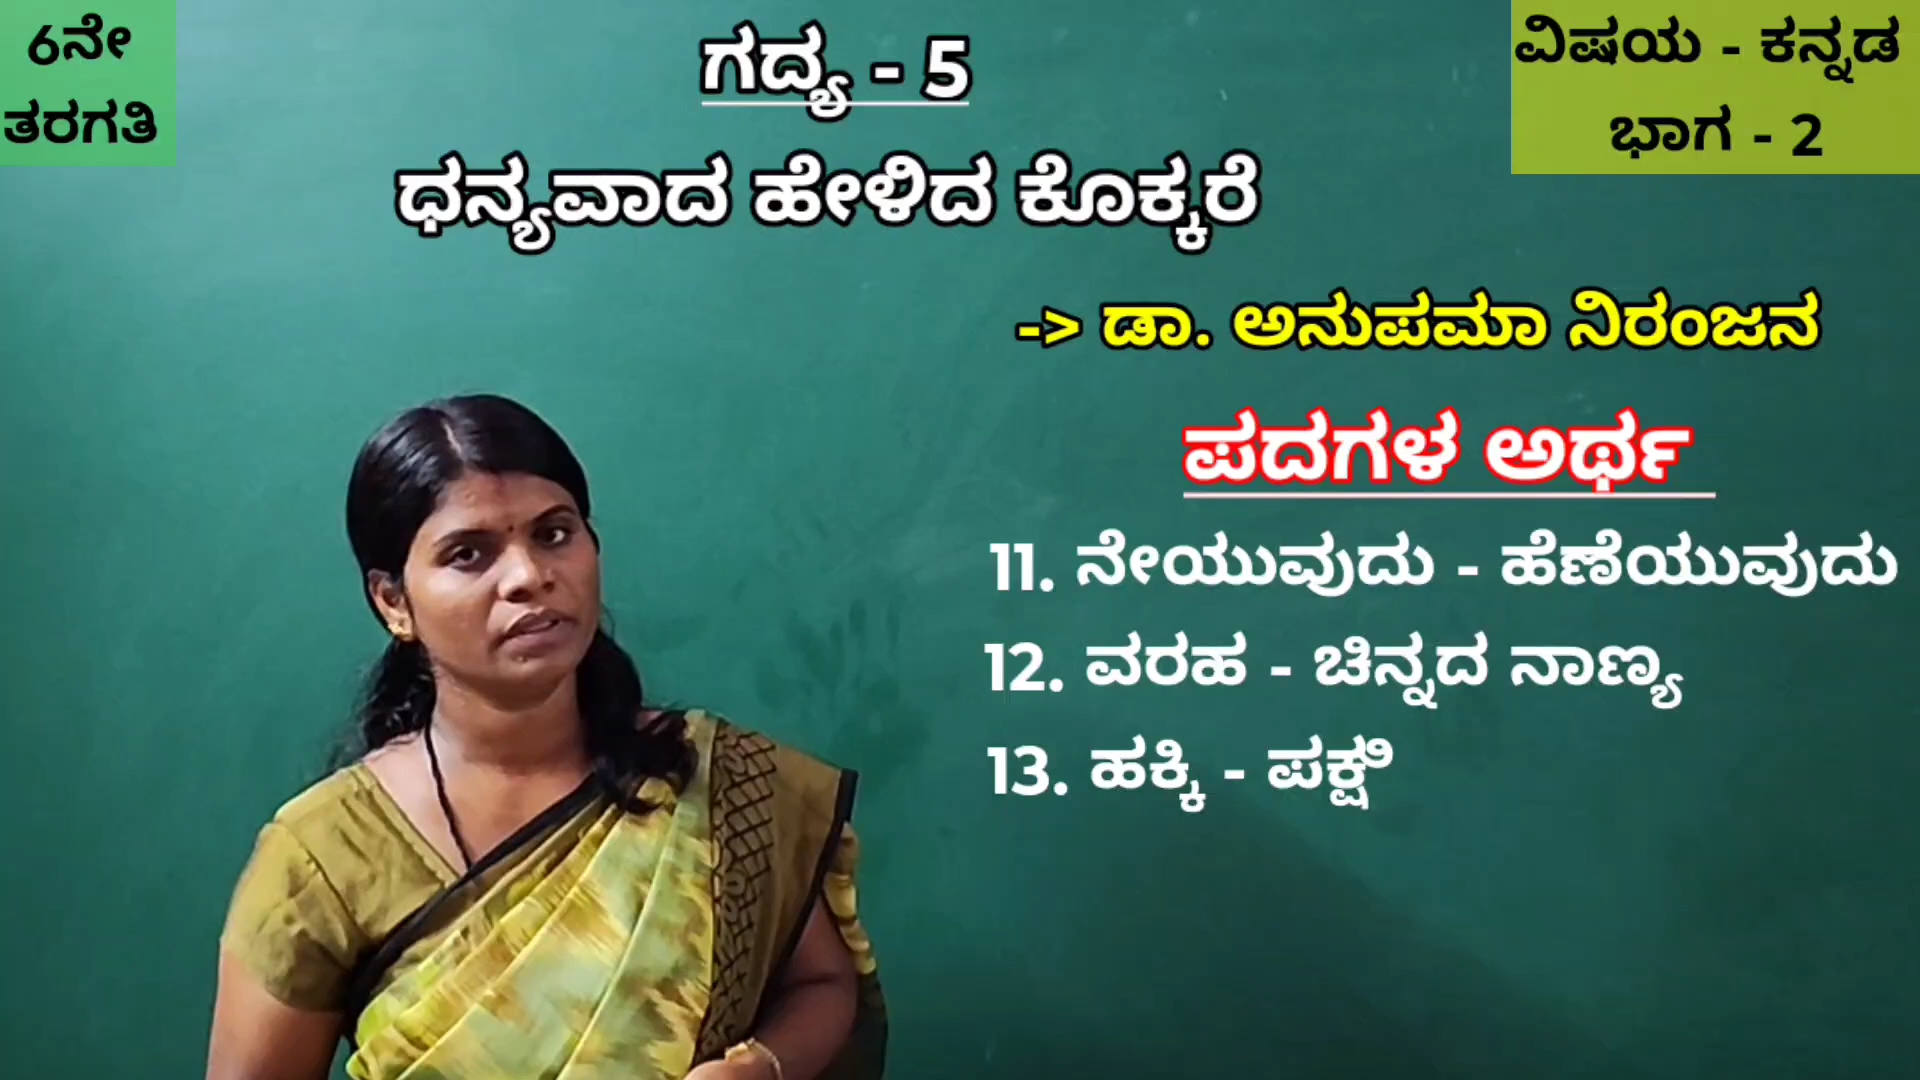 6ನೇ
ತರಗತಿ
ಗದ್ಯ - 5
ವಿಷಯ - ಕನ್ನಡ
ಭಾಗ - 2
ಧನ್ಯವಾದ ಹೇಳಿದ ಕೊಕ್ಕರೆ
-> ಡಾ. ಅನುಪಮಾ ನಿರಂಜನ
ಪದಗಳ ಅರ್ಥ
11. ನೇಯುವುದು - ಹೆಣೆಯುವುದು
12. ವರಹ - ಚಿನ್ನದ ನಾಣ್ಯ
13. ಹಕ್ಕಿ - ಪಕ್ಷಿ